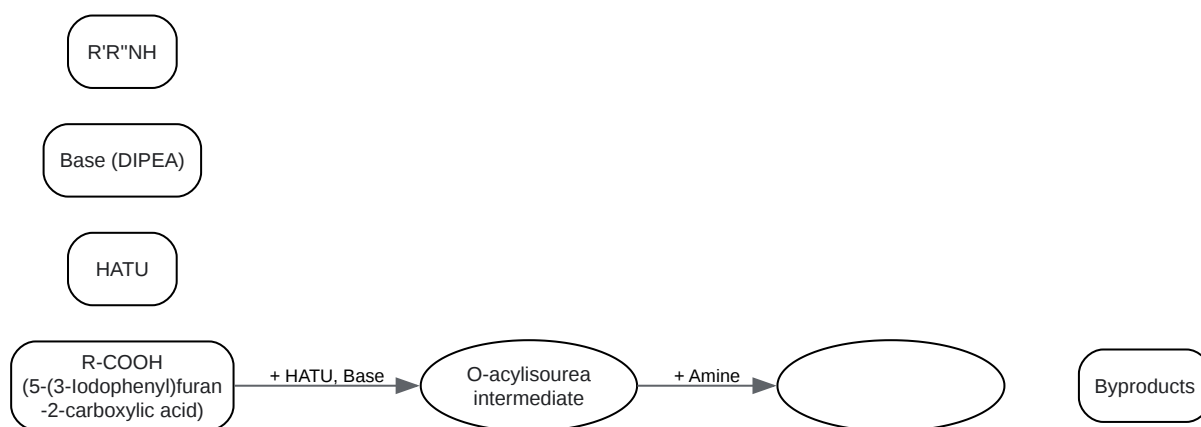 R'R"NH
Base (DIPEA)
HATU
R-COOH
(5-(3-Iodophenyl)furan
-2-carboxylic acid)
+ HATU, Base
O-acylisourea
intermediate
+ Amine
Byproducts